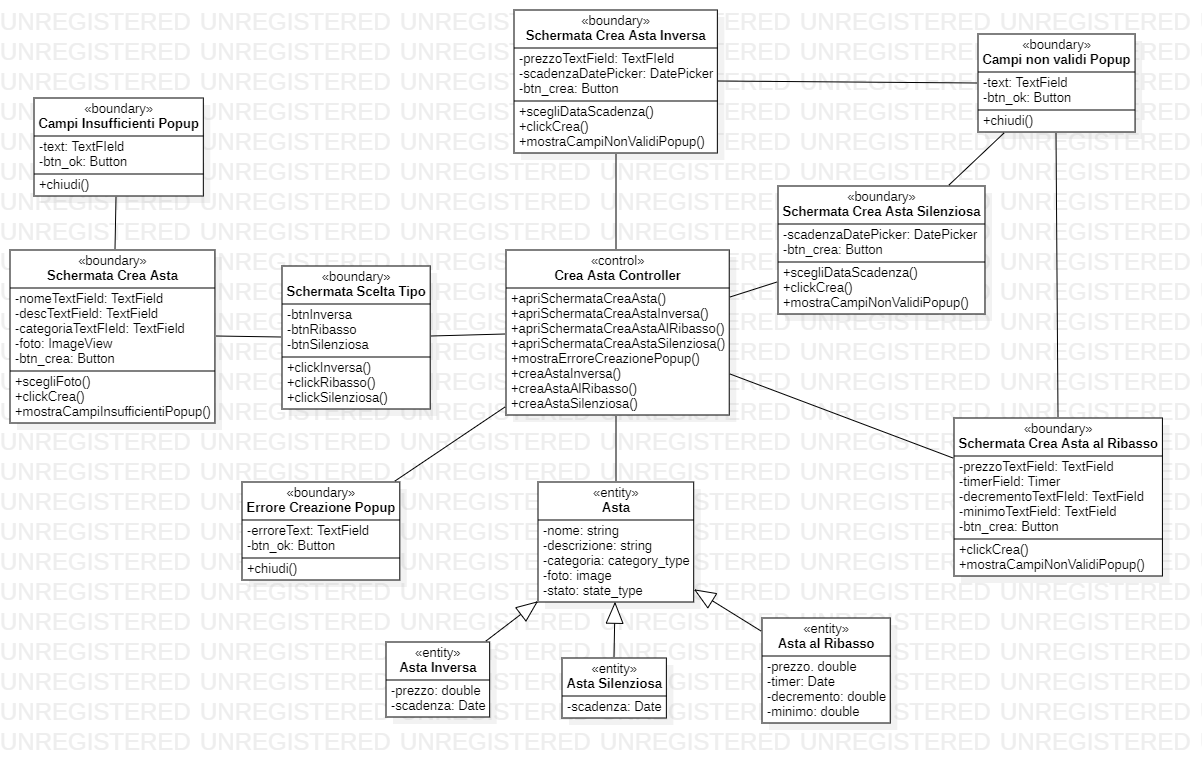 «boundary»
Schermata Crea Asta Inversa
-prezzoTextField: TextFIeld
-scadenzaDatePicker: DatePicker
-btn_crea: Button
+scegliDataScadenza()
+clickCrea()
+mostraCampiNonValidiPopup()
«boundary»
Campi non validi Popup
-text: TextField
-btn_ok: Button
+chiudi()
«boundary»
Campi Insufficienti Popup
-text: TextFIeld
-btn_ok: Button
+chiudi()
«boundary»
Schermata Crea Asta Silenziosa
-scadenzaDatePicker: DatePicker
-btn_crea: Button
+scegliDataScadenza()
+clickCrea()
+mostraCampiNonValidiPopup()
«boundary»
Schermata Crea Asta
-nomeTextField: TextField
-descTextField: TextField
-categoriaTextFIeld: TextField
-foto: ImageView
-btn_crea: Button
+scegliFoto()
+clickCrea()
+mostraCampiInsufficientiPopup()
«boundary»
Schermata Scelta Tipo
-btnInversa
-btnRibasso
-btnSilenziosa
+clickInversa()
+clickRibasso()
+clickSilenziosa()
«control»
Crea Asta Controller
+apriSchermataCreaAsta()
+apriSchermataCreaAstaInversa()
+apriSchermataCreaAstaAlRibasso()
+apriSchermataCreaAstaSilenziosa()
+mostraErroreCreazionePopup()
+creaAstaInversa()
+creaAstaAlRibasso()
+creaAstaSilenziosa()
«boundary»
Schermata Crea Asta al Ribasso
-prezzoTextField: TextField
-timerField: Timer
-decrementoTextFIeld: TextField
-minimoTextField: TextField
-btn_crea: Button
+clickCrea()
+mostraCampiNonValidiPopup()
«boundary»
Errore Creazione Popup
-erroreText: TextField
-btn_ok: Button
+chiudi()
«entity»
Asta
-nome: string
-descrizione: string
-categoria: category_type
-foto: image
-stato: state_type
«entity»
Asta Inversa
-prezzo: double
-scadenza: Date
«entity»
Asta Silenziosa
-scadenza: Date
«entity»
Asta al Ribasso
-prezzo. double
-timer: Date
-decremento: double
-minimo: double
UNREGISTERED